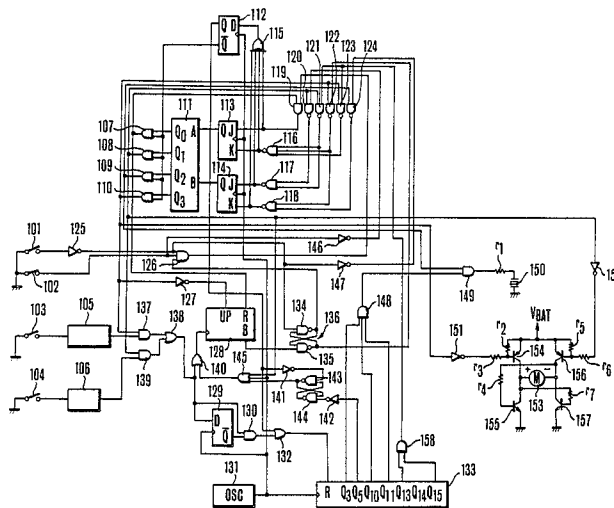 112
Q D
Q̅
115
122
121 123
120 124
119
111 113
107 Q0 A Q J
K
108 Q1
116
109 Q2 114
B Q J 117
K
110 Q3 118
101 125 146
126 147 149 r1
102 150
127 134 148
103 105 137 138 UP R 136 VBAT
B 151 r2 r5
135 154
128 r3 156 r6
104 106 139 140 145 141 143 r4 M
153 r7
129 144 142 155 157
D 130
Q̅ 132 158
131 133
OSC R Q3 Q5 Q10 Q11 Q13 Q14 Q15